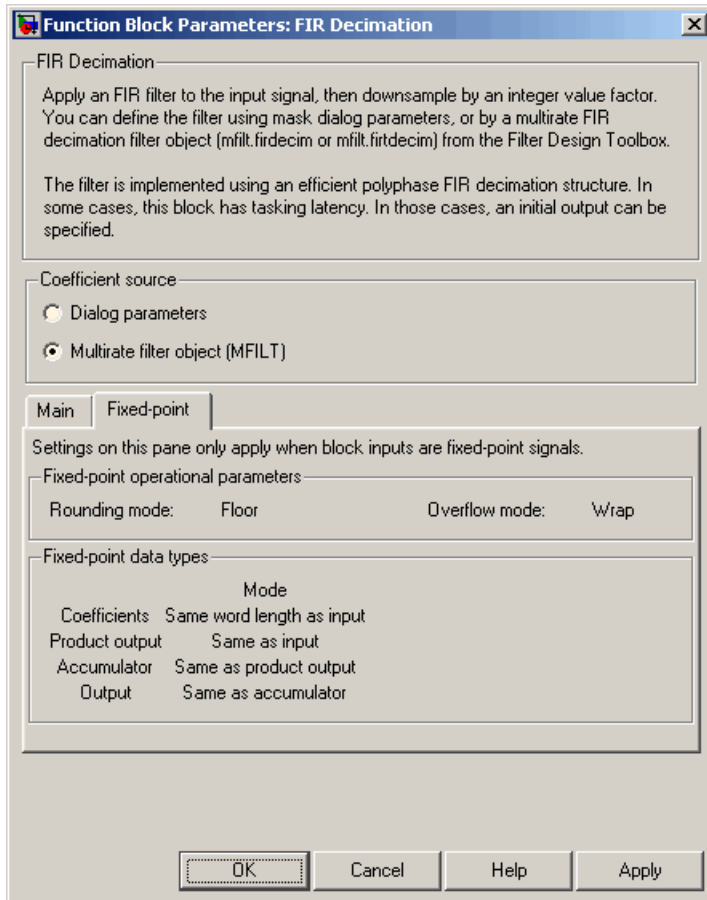 Function Block Parameters: FIR Decimation
FIR Decimation
Apply an FIR filter to the input signal, then downsample by an integer value factor.
You can define the filter using mask dialog parameters, or by a multirate FIR
decimation filter object (mfilt.firdecim or mfilt.firtdecim) from the Filter Design Toolbox.
The filter is implemented using an efficient polyphase FIR decimation structure. In
some cases, this block has tasking latency. In those cases, an initial output can be
specified.
Coefficient source
Dialog parameters
Multirate filter object (MFILT)
Main Fixed-point
Settings on this pane only apply when block inputs are fixed-point signals.
Fixed-point operational parameters
Rounding mode: Floor Overflow mode: Wrap
Fixed-point data types
Mode
Coefficients Same word length as input
Product output Same as input
Accumulator Same as product output
Output Same as accumulator
OK Cancel Help Apply